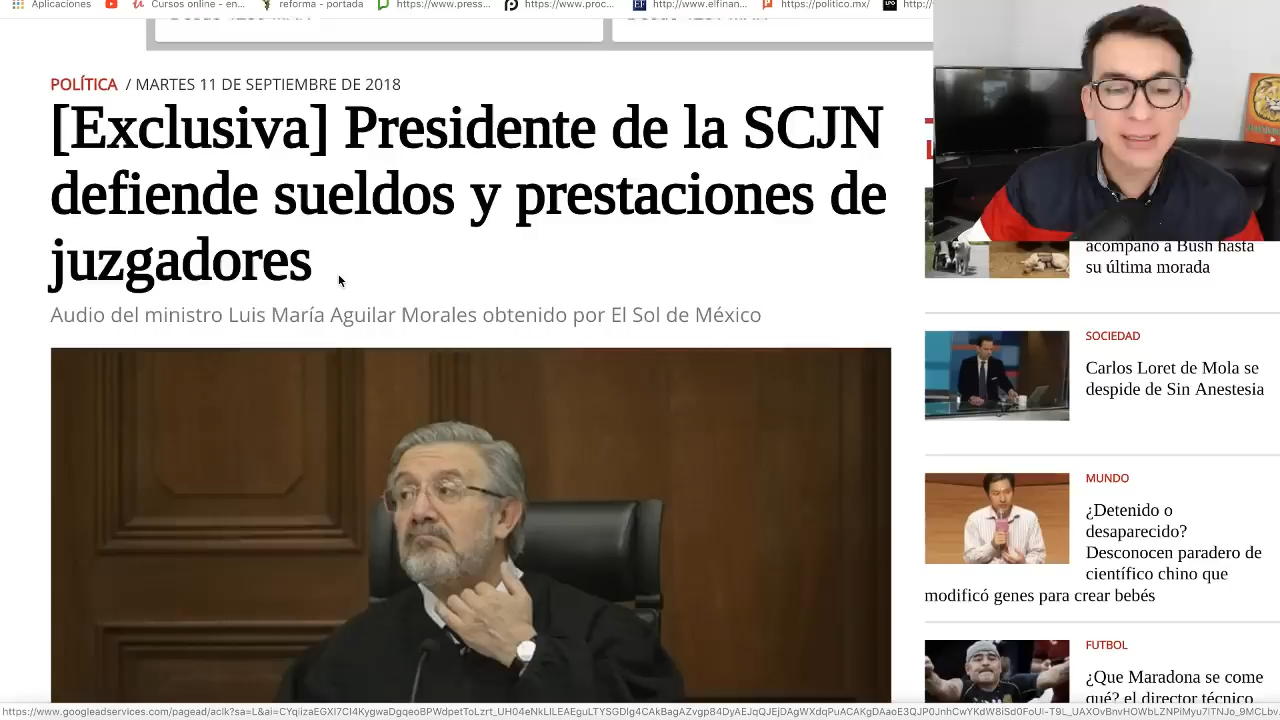 Aplicaciones
Cursos online - en...
reforma - portada
https://www.press...
https://www.proc...
http://www.elfinan...
https://politico.mx/
POLÍTICA / MARTES 11 DE SEPTIEMBRE DE 2018
[Exclusiva] Presidente de la SCJN
defiende sueldos y prestaciones de
juzgadores
Audio del ministro Luis María Aguilar Morales obtenido por El Sol de México
acompañó a Bush hasta
su última morada
SOCIEDAD
Carlos Loret de Mola se
despide de Sin Anestesia
MUNDO
¿Detenido o
desaparecido?
Desconocen paradero de
científico chino que
modificó genes para crear bebés
FUTBOL
¿Que Maradona se come
qué? el director técnico